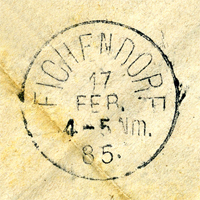 EICHENDORF
17
FEB.
4-5 Nm.
85.